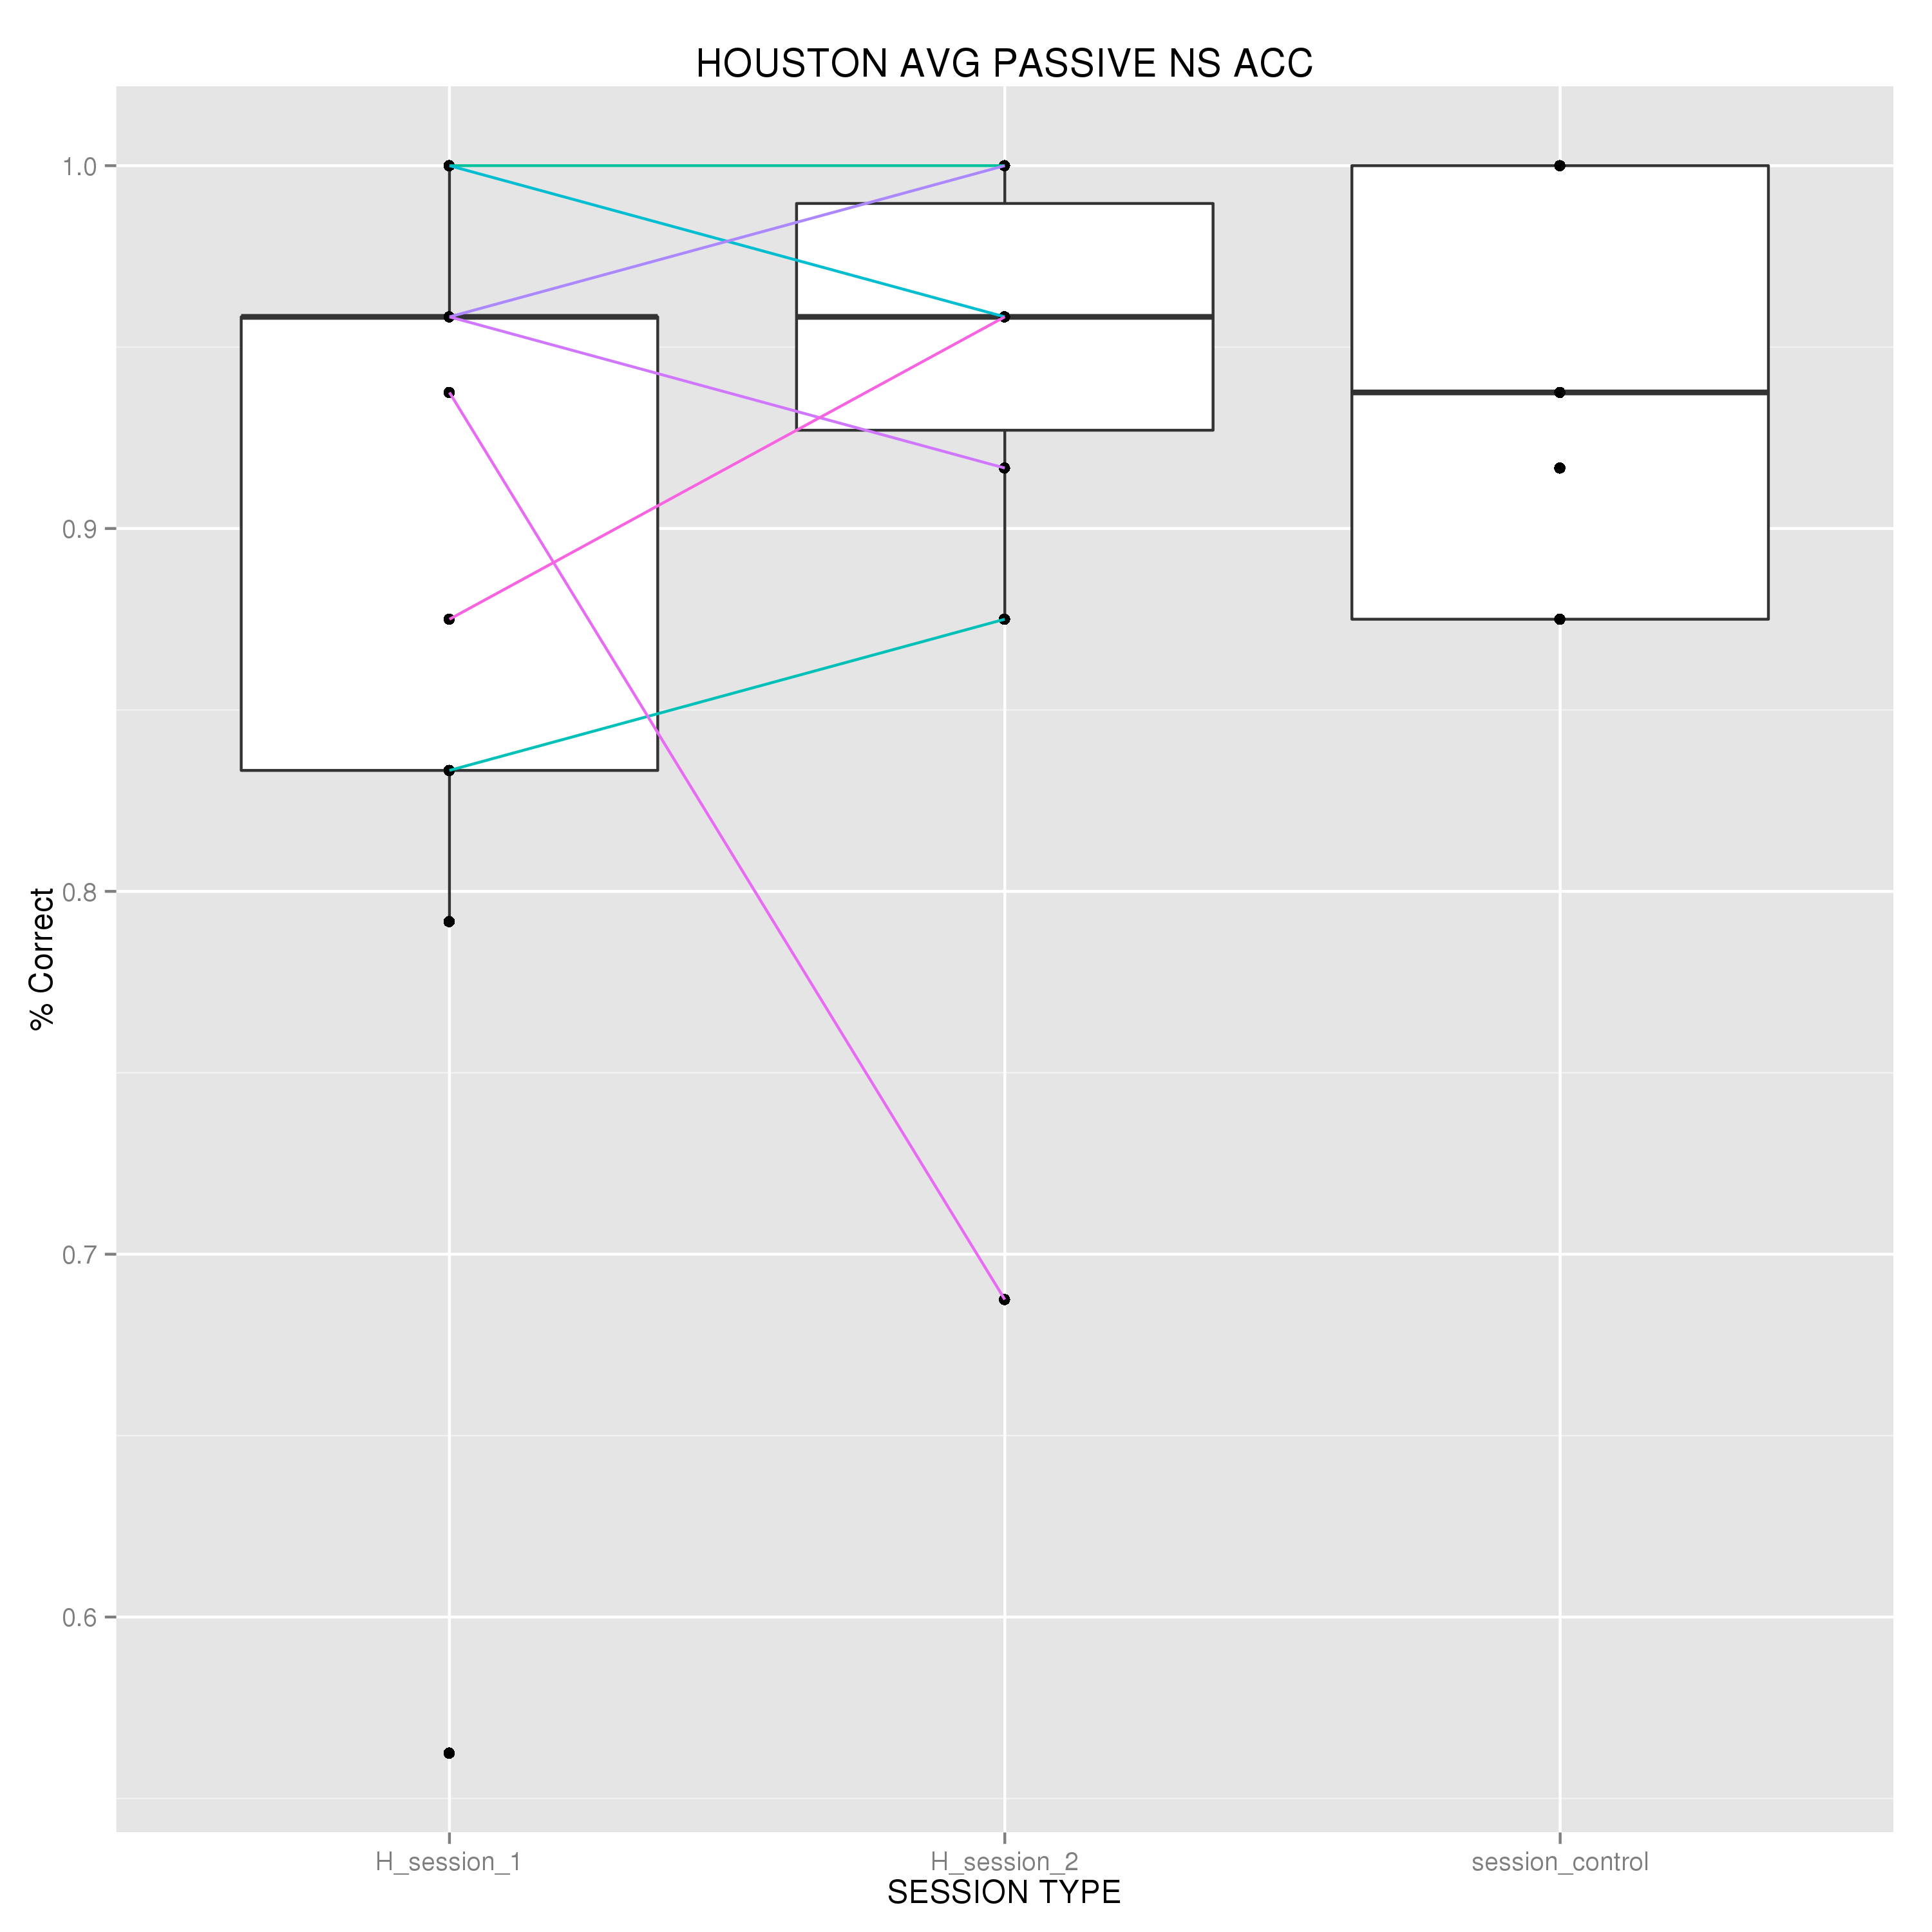 HOUSTON AVG PASSIVE NS ACC
% Correct
1.0
0.9
0.8
0.7
0.6
H_session_1
H_session_2
session_control
SESSION TYPE